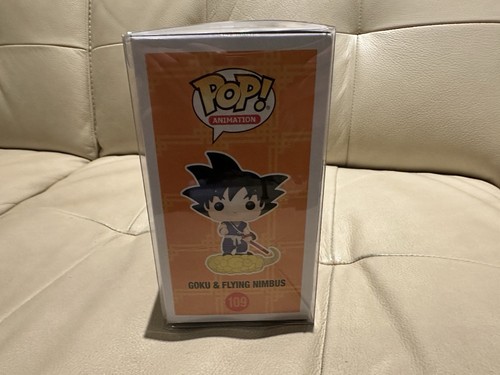 POP!
ANIMATION
GOKU & FLYING NIMBUS
109